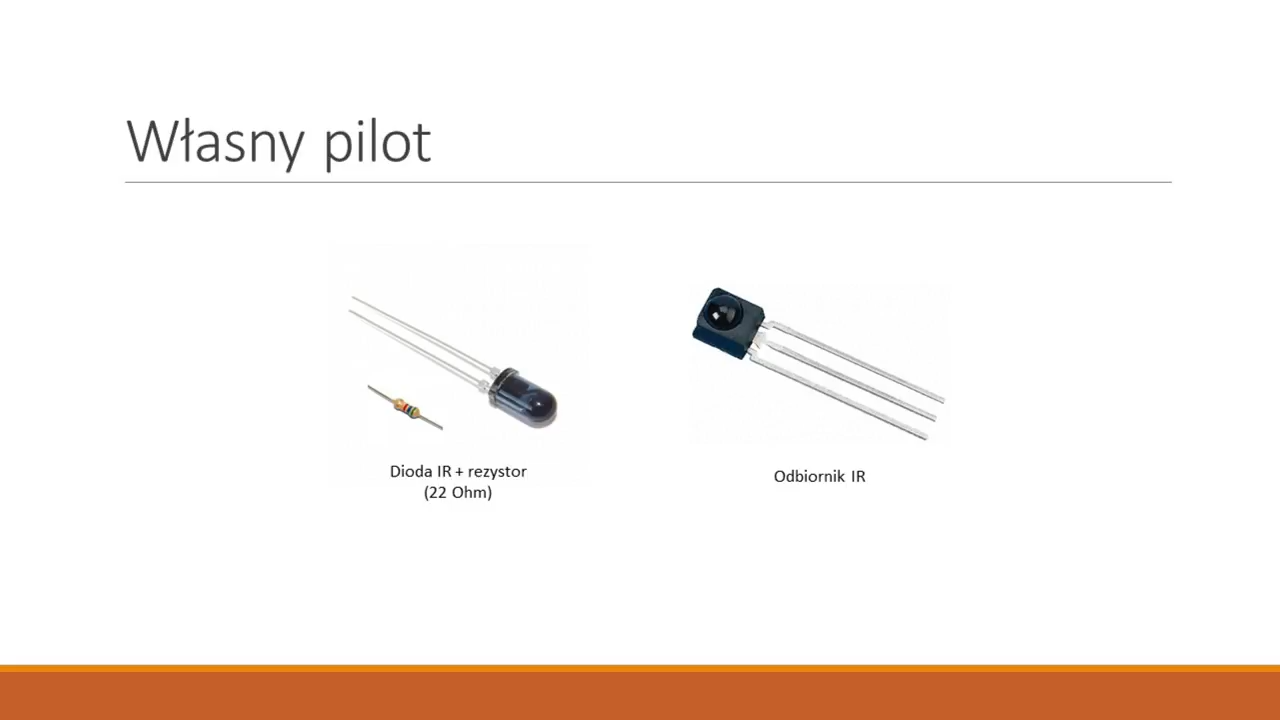 Własny pilot
Dioda IR + rezystor
(22 Ohm)
Odbiornik IR